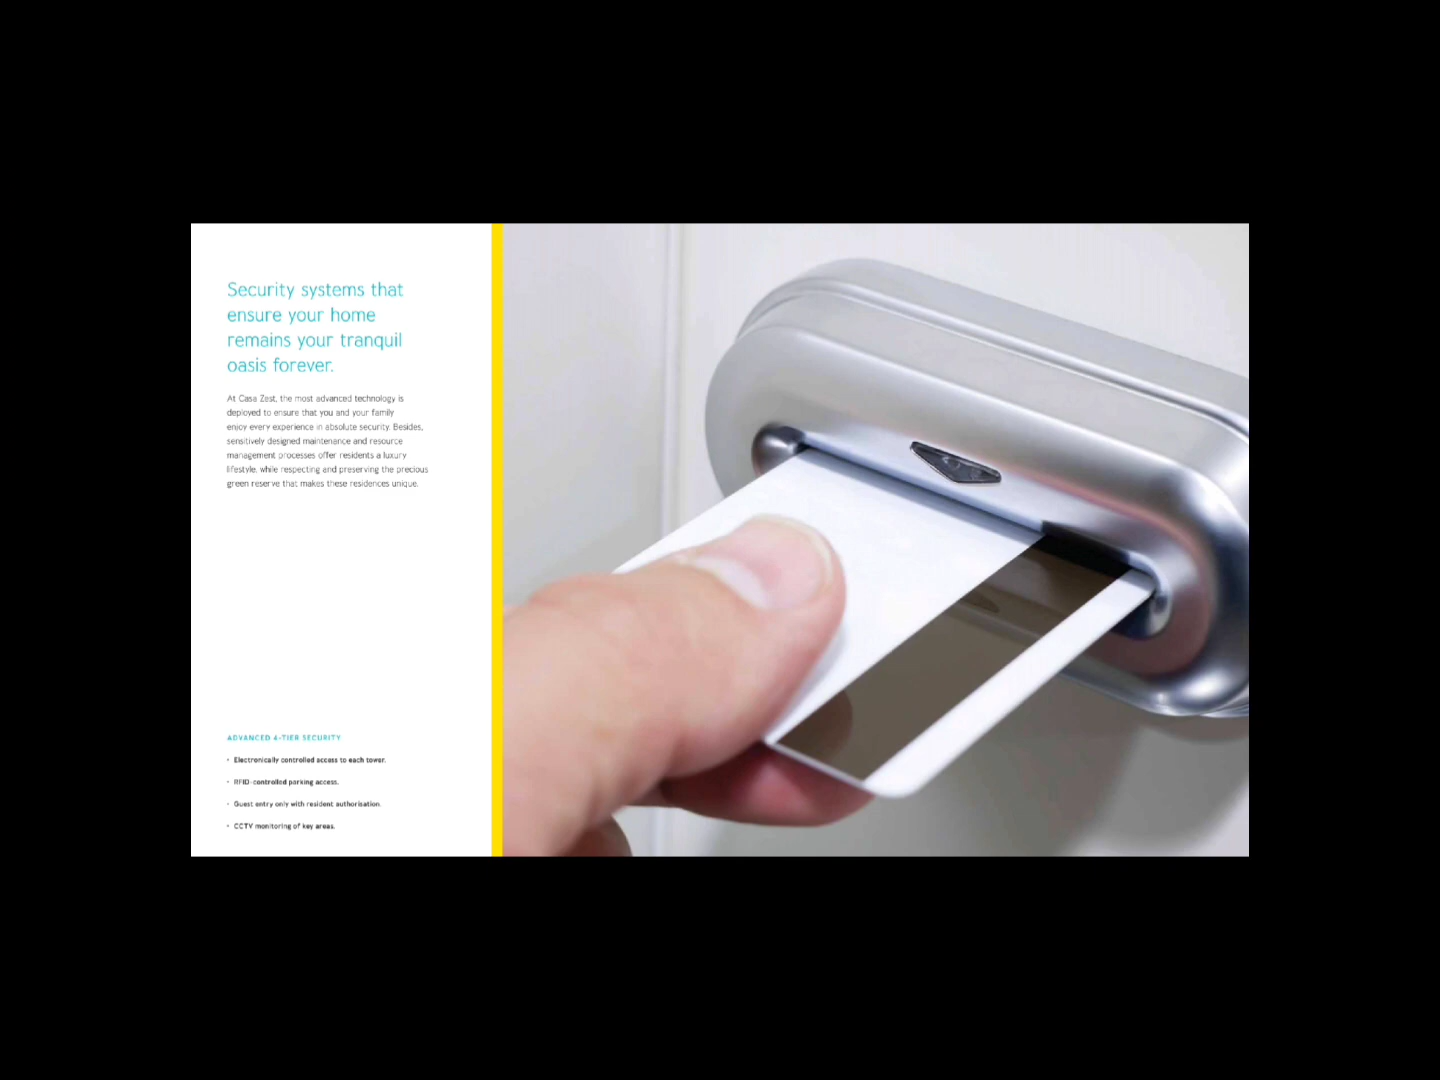 Security systems that
ensure your home
remains your tranquil
oasis forever.
At Casa Zest, the most advanced technology is
deployed to ensure that you and your family
enjoy every experience in absolute security. Besides,
sensitively designed maintenance and resource
management processes offer residents a luxury
lifestyle, while respecting and preserving the precious
green reserve that makes these residences unique.
ADVANCED 4-TIER SECURITY
• Electronically controlled access to each tower.
• RFID-controlled parking access.
• Guest entry only with resident authorisation.
• CCTV monitoring of key areas.